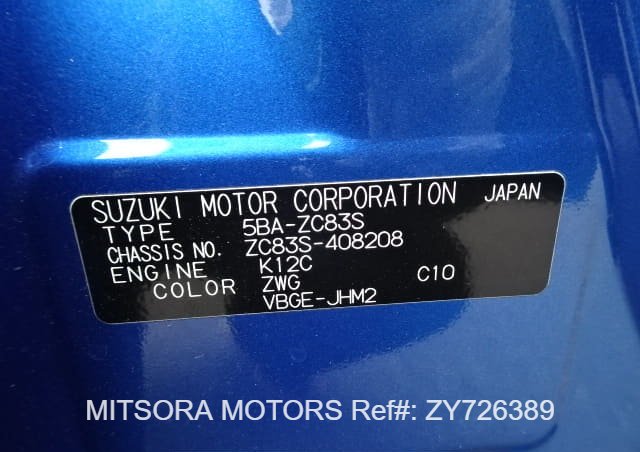 SUZUKI MOTOR CORPORATION JAPAN
TYPE 5BA-ZC83S
CHASSIS NO. ZC83S-408208
ENGINE K12C
COLOR ZWG C10
VBGE-JHM2
MITSORA MOTORS Ref#: ZY726389